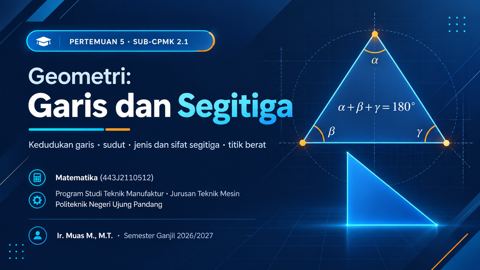 PERTEMUAN 5 • SUB-CPMK 2.1
Geometri:
Garis dan Segitiga
Kedudukan garis • sudut • jenis dan sifat segitiga • titik berat
Matematika (443J2110512)
Program Studi Teknik Manufaktur • Jurusan Teknik Mesin
Politeknik Negeri Ujung Pandang
Ir. Muas M., M.T. • Semester Ganjil 2026/2027
α
α + β + γ = 180°
β
γ